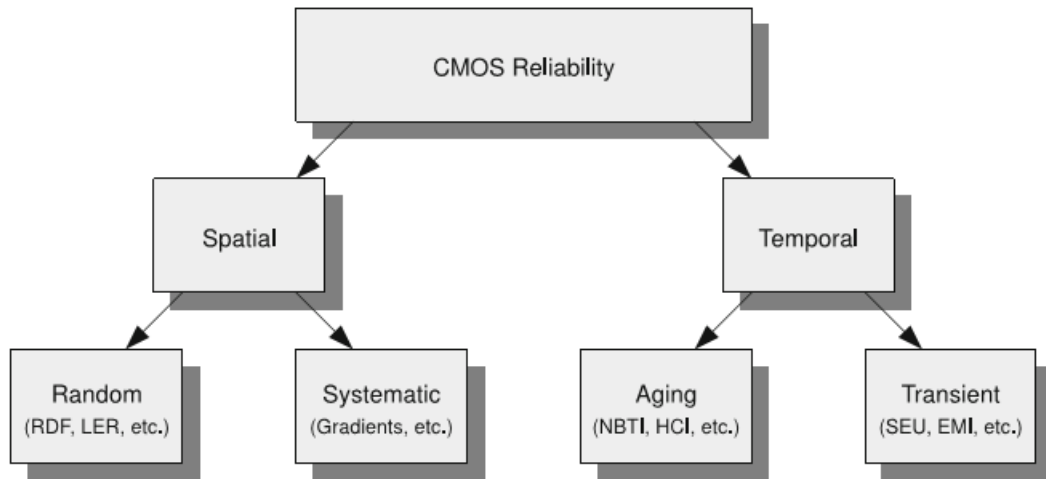 CMOS Reliability
Spatial
Temporal
Random
(RDF, LER, etc.)
Systematic
(Gradients, etc.)
Aging
(NBTI, HCI, etc.)
Transient
(SEU, EMI, etc.)